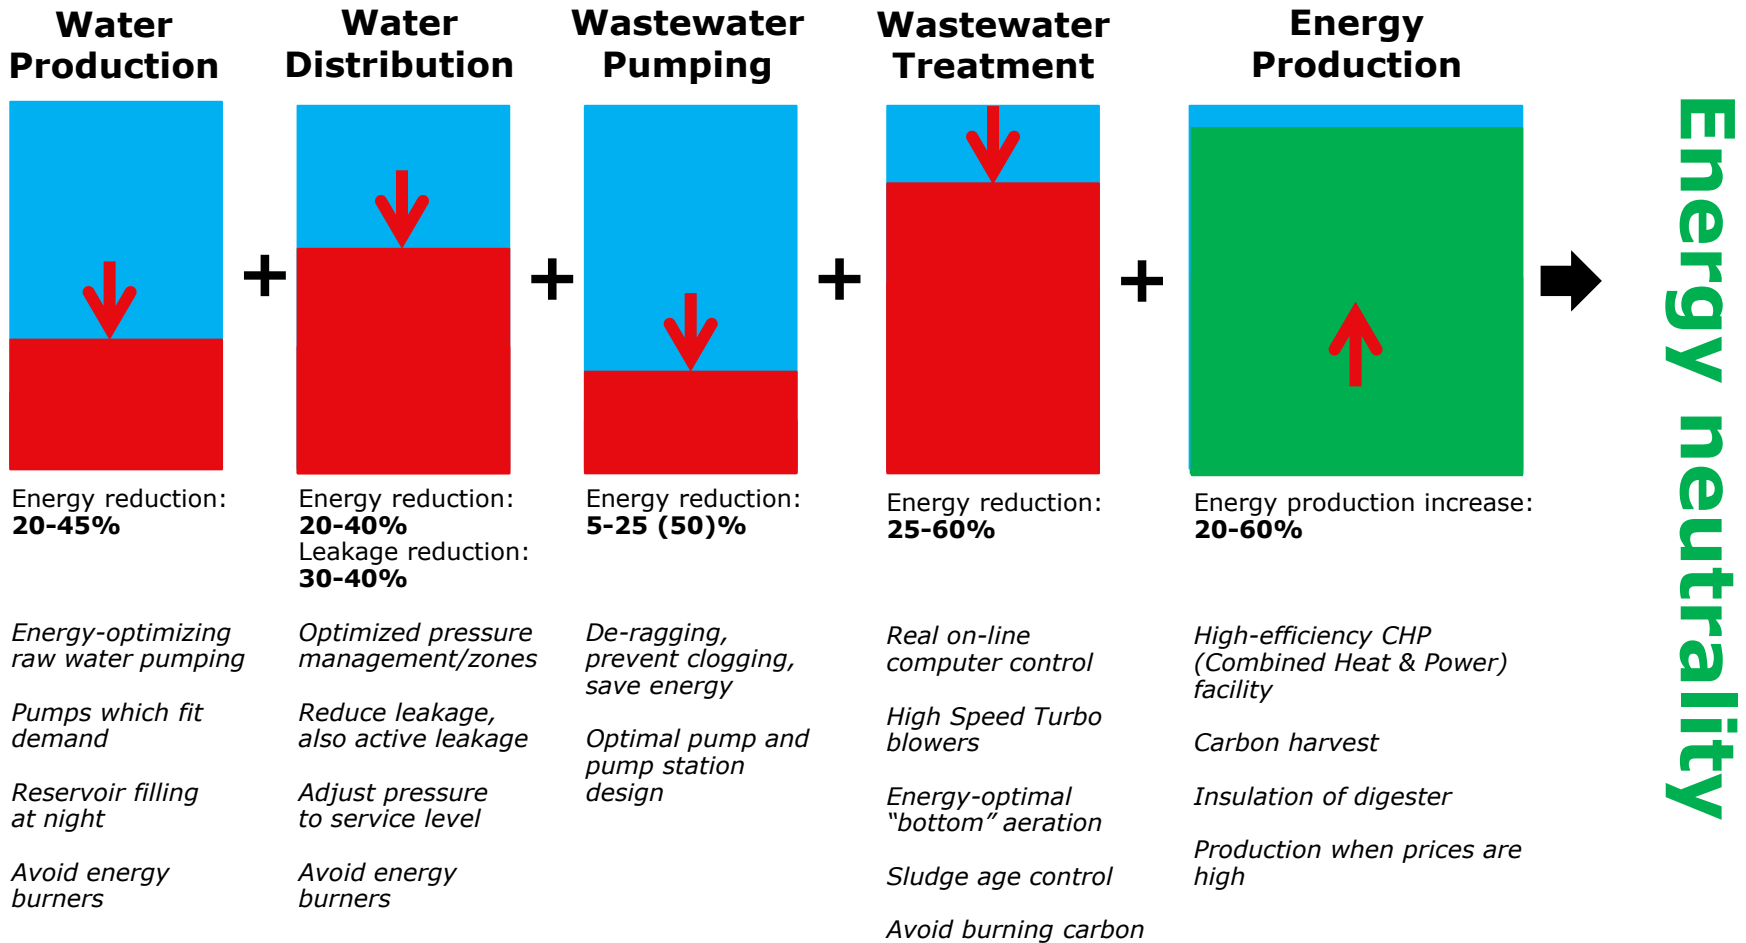 Water
Production
Energy reduction:
20-45%
Energy-optimizing
raw water pumping
Pumps which fit
demand
Reservoir filling
at night
Avoid energy
burners
+
Water
Distribution
Energy reduction:
20-40%
Leakage reduction:
30-40%
Optimized pressure
management/zones
Reduce leakage,
also active leakage
Adjust pressure
to service level
Avoid energy
burners
+
Wastewater
Pumping
Energy reduction:
5-25 (50)%
De-ragging,
prevent clogging,
save energy
Optimal pump and
pump station
design
+
Wastewater
Treatment
Energy reduction:
25-60%
Real on-line
computer control
High Speed Turbo
blowers
Energy-optimal
“bottom” aeration
Sludge age control
Avoid burning carbon
+
Energy
Production
Energy production increase:
20-60%
High-efficiency CHP
(Combined Heat & Power)
facility
Carbon harvest
Insulation of digester
Production when prices are
high
Energy neutrality